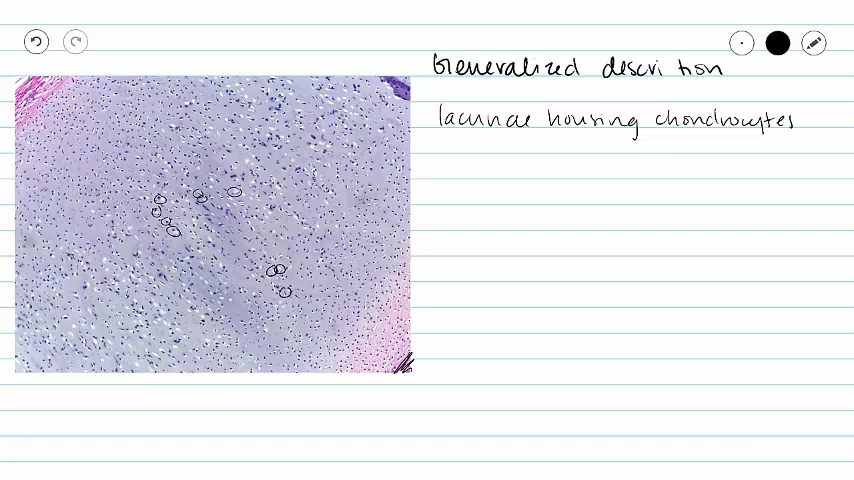 Generalized descri tion
lacunae housing chondrocytes